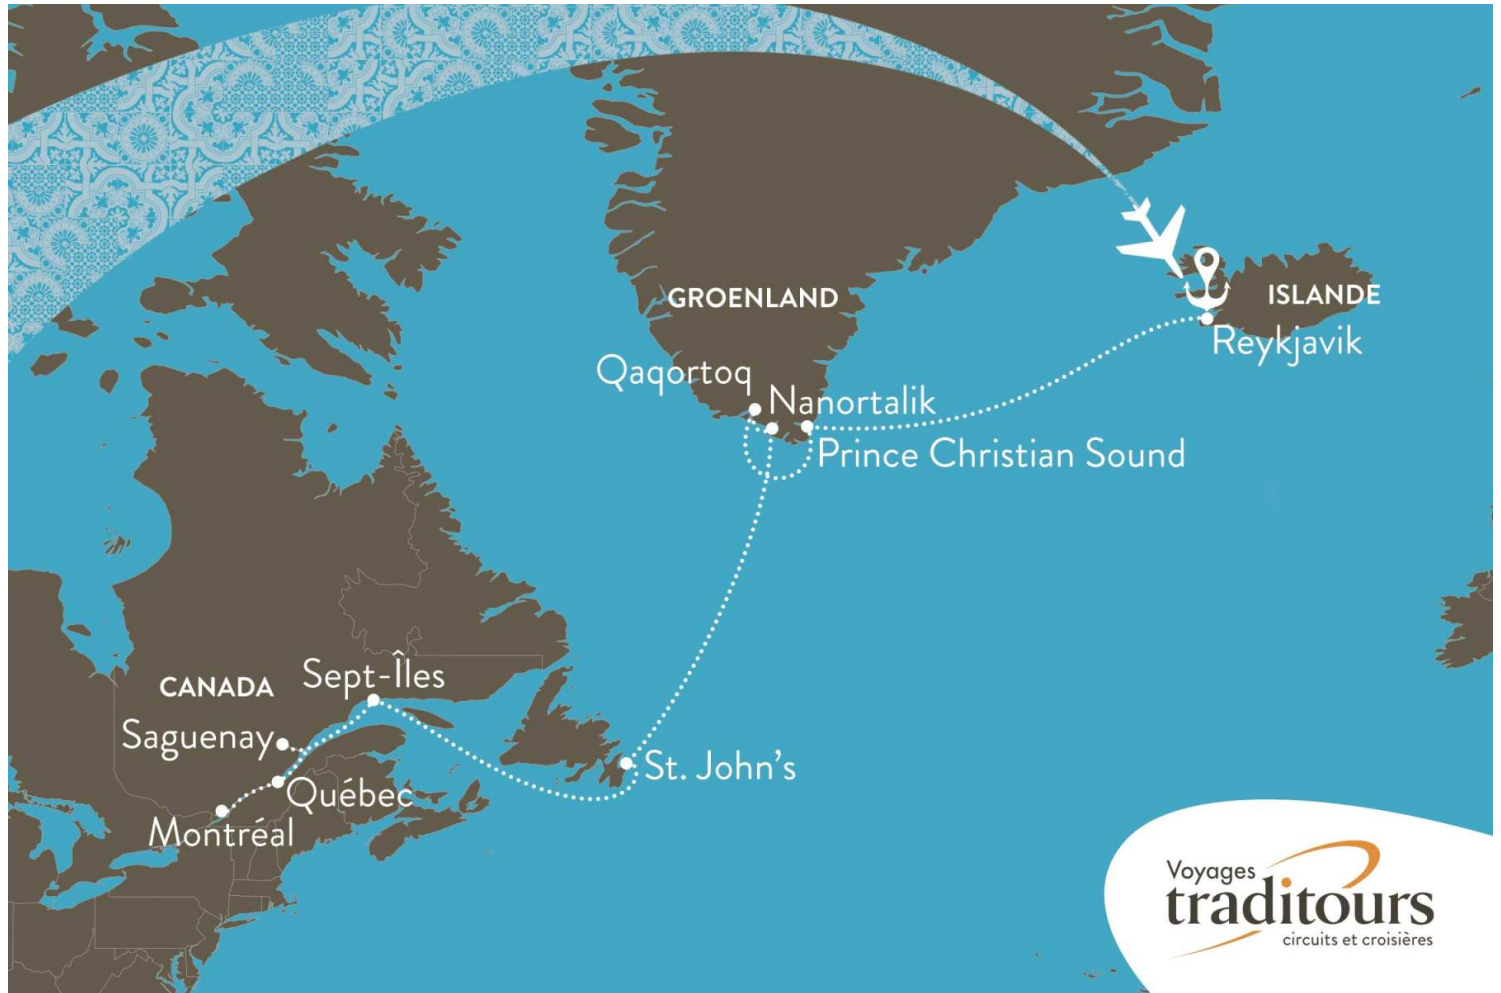 GROENLAND
ISLANDE
Reykjavik
Qaqortoq
Nanortalik
Prince Christian Sound
Sept-Îles
CANADA
Saguenay
St. John's
Québec
Montréal
Voyages
traditours
circuits et croisières